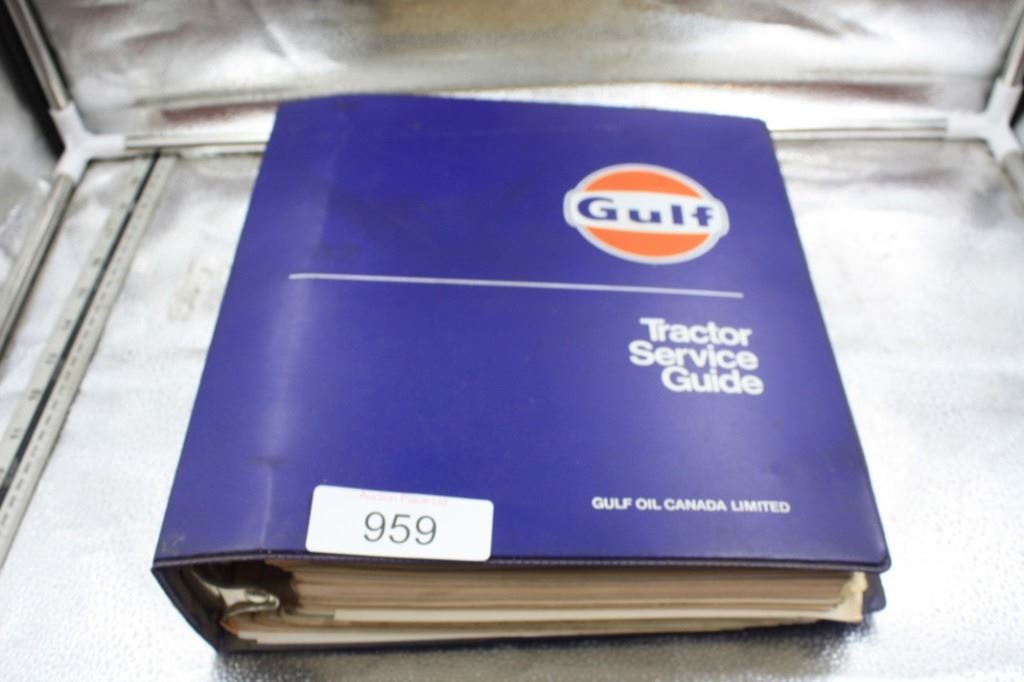 Gulf
Tractor
Service
Guide
GULF OIL CANADA LIMITED
959